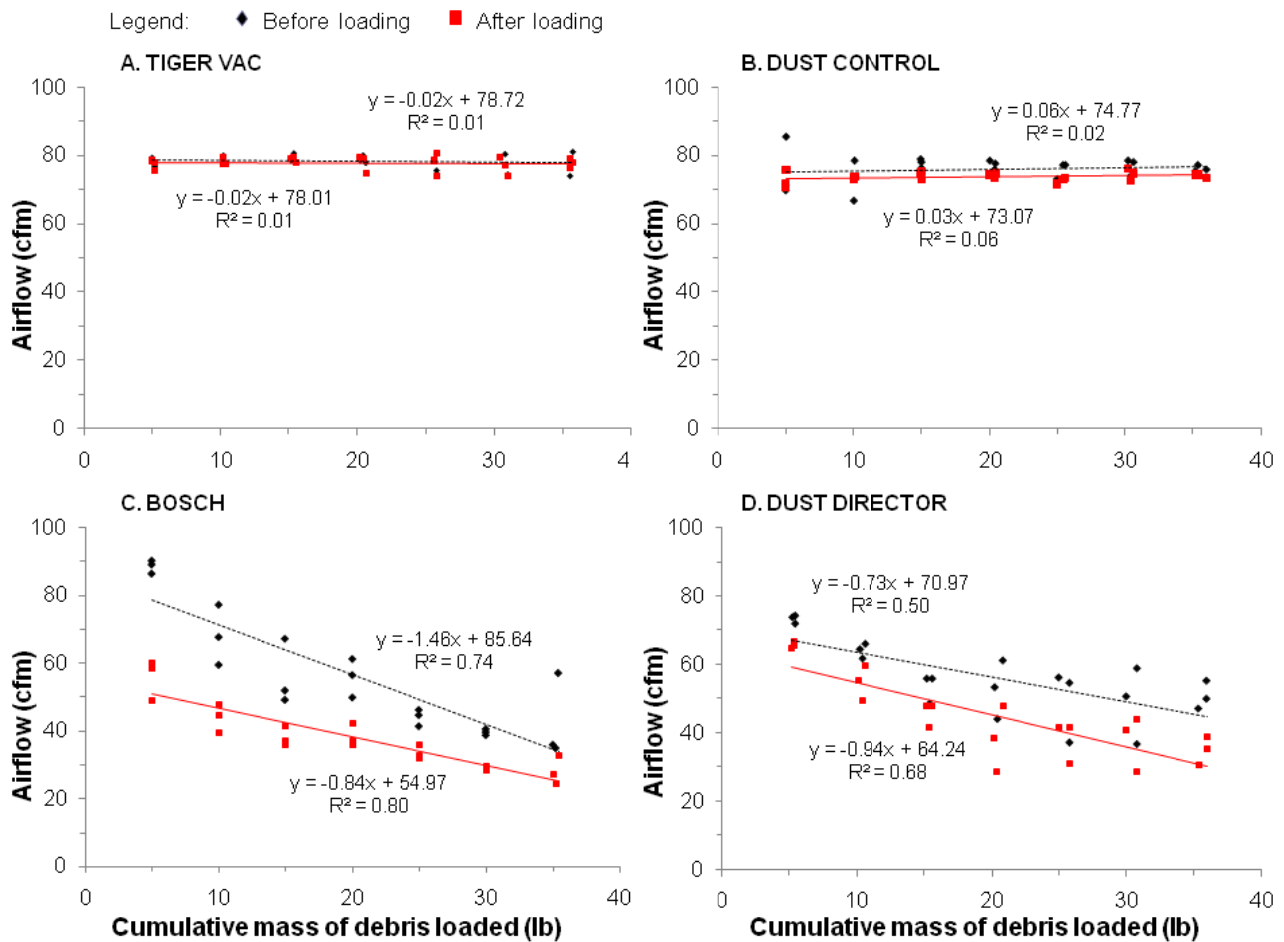 Legend: Before loading After loading
A. TIGER VAC
100
80
60
40
20
0
Airflow (cfm)
y = -0.02x + 78.72
R² = 0.01
y = -0.02x + 78.01
R² = 0.01
0 10 20 30 4
B. DUST CONTROL
100
80
60
40
20
0
Airflow (cfm)
y = 0.06x + 74.77
R² = 0.02
y = 0.03x + 73.07
R² = 0.06
0 10 20 30 40
C. BOSCH
100
80
60
40
20
0
Airflow (cfm)
y = -1.46x + 85.64
R² = 0.74
y = -0.84x + 54.97
R² = 0.80
0 10 20 30 40
Cumulative mass of debris loaded (lb)
D. DUST DIRECTOR
100
80
60
40
20
0
Airflow (cfm)
y = -0.73x + 70.97
R² = 0.50
y = -0.94x + 64.24
R² = 0.68
0 10 20 30 40
Cumulative mass of debris loaded (lb)